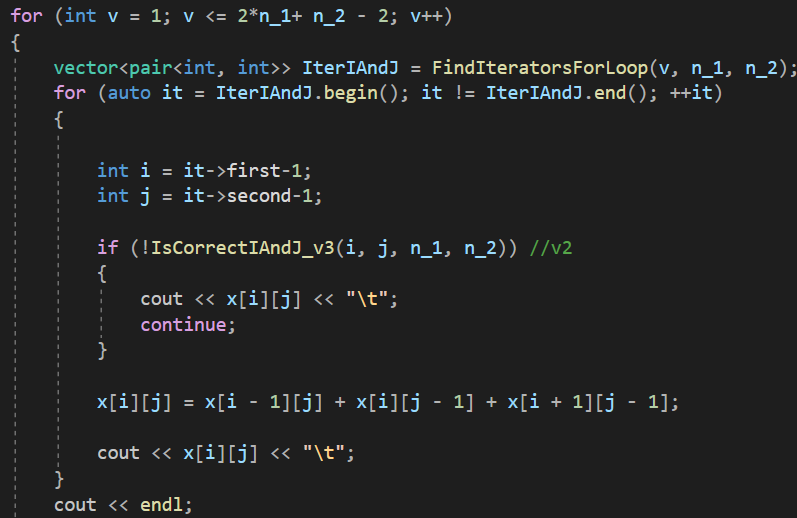 for (int v = 1; v <= 2*n_1+ n_2 - 2; v++)
{
vector<pair<int, int>> IterIAndJ = FindIteratorsForLoop(v, n_1, n_2);
for (auto it = IterIAndJ.begin(); it != IterIAndJ.end(); ++it)
{
int i = it->first-1;
int j = it->second-1;
if (!IsCorrectIAndJ_v3(i, j, n_1, n_2)) //v2
{
cout << x[i][j] << "\t";
continue;
}
x[i][j] = x[i - 1][j] + x[i][j - 1] + x[i + 1][j - 1];
cout << x[i][j] << "\t";
}
cout << endl;